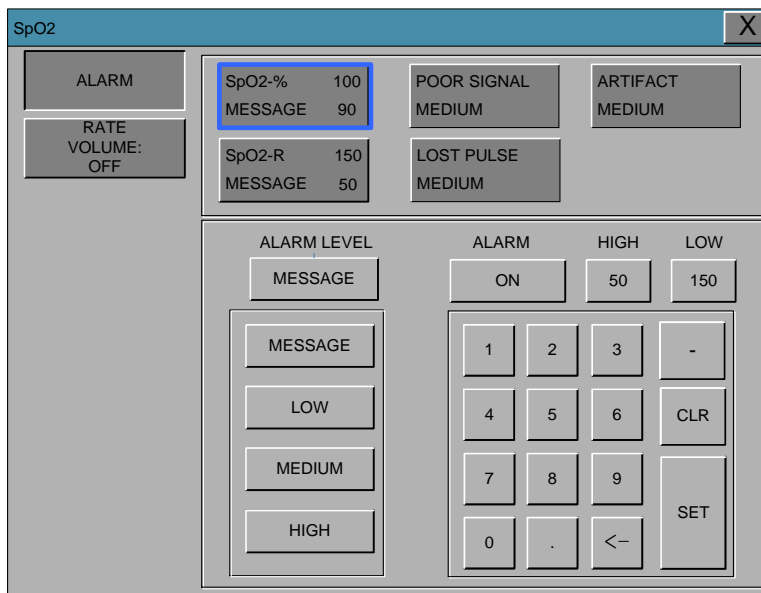 SpO2
X
ALARM
RATE
VOLUME:
OFF
SpO2-% 100
MESSAGE 90
POOR SIGNAL
MEDIUM
ARTIFACT
MEDIUM
SpO2-R 150
MESSAGE 50
LOST PULSE
MEDIUM
ALARM LEVEL
MESSAGE
MESSAGE
LOW
MEDIUM
HIGH
ALARM HIGH LOW
ON 50 150
1 2 3 -
4 5 6 CLR
7 8 9
SET
0 . <-